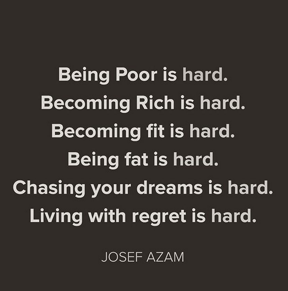 Being Poor is hard.
Becoming Rich is hard.
Becoming fit is hard.
Being fat is hard.
Chasing your dreams is hard.
Living with regret is hard.
JOSEF AZAM